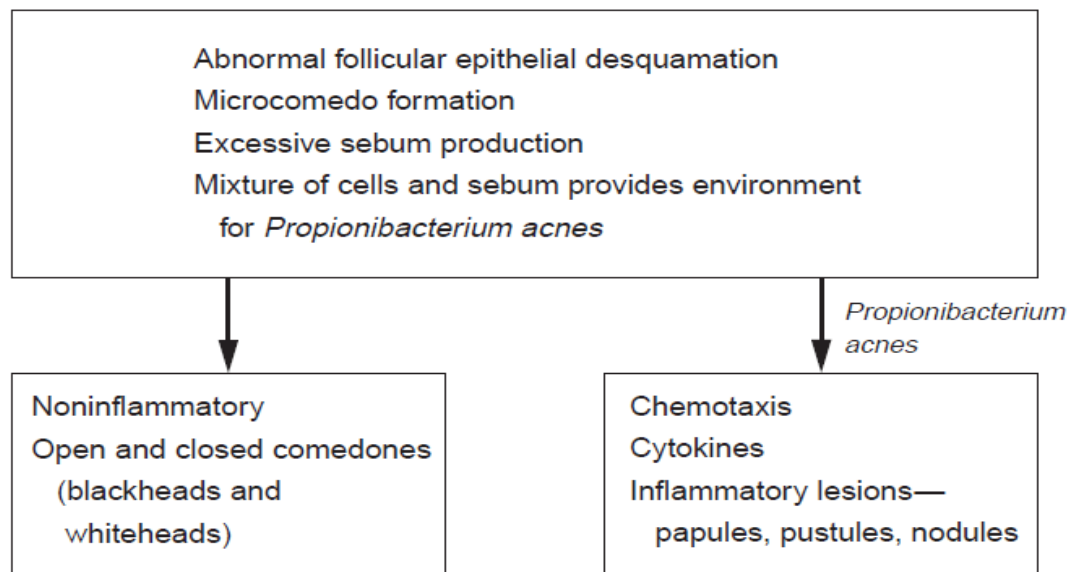 Abnormal follicular epithelial desquamation
Microcomedo formation
Excessive sebum production
Mixture of cells and sebum provides environment
for Propionibacterium acnes
Propionibacterium
acnes
Noninflammatory
Open and closed comedones
(blackheads and
whiteheads)
Chemotaxis
Cytokines
Inflammatory lesions—
papules, pustules, nodules